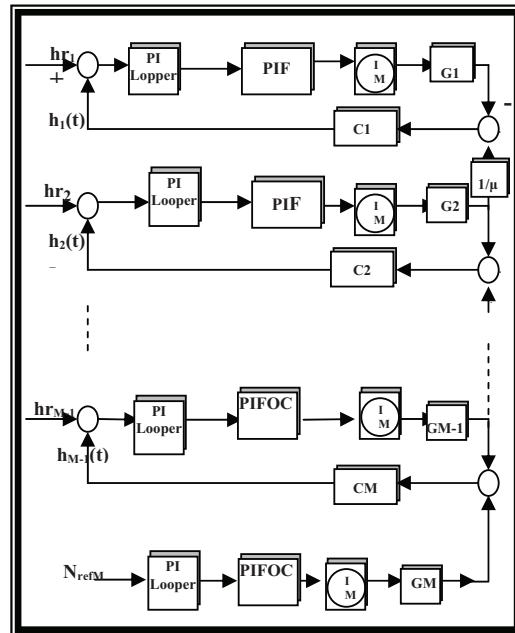 hr1
+
PI
Lopper
PIF
I
M
G1
-
h1(t)
C1
1/μ
hr2
PI
Looper
PIF
I
M
G2
h2(t)
-
C2
hrM-1
PI
Looper
PIFOC
I
M
GM-1
hM-1(t)
CM
NrefM
PI
Looper
PIFOC
I
M
GM